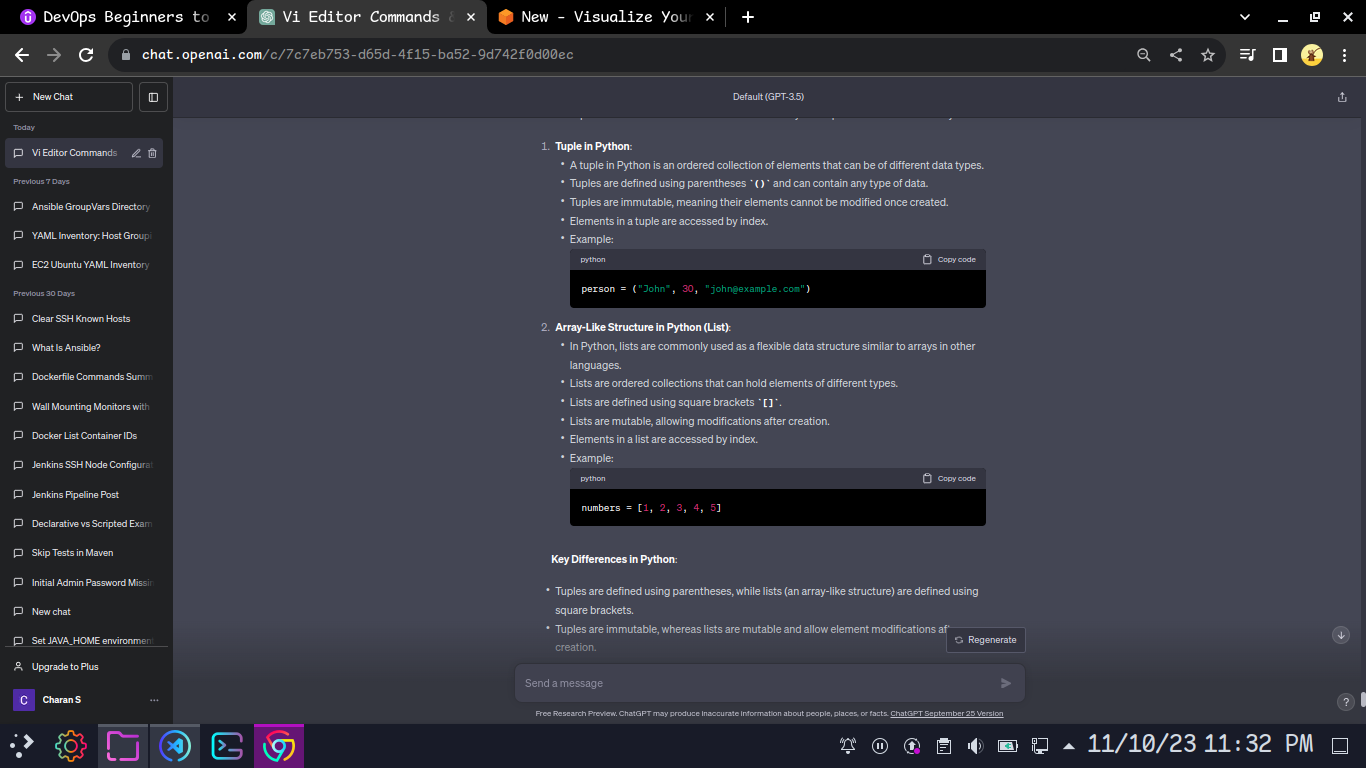 DevOps Beginners to
Vi Editor Commands &
New - Visualize Your
chat.openai.com/c/7c7eb753-d65d-4f15-ba52-9d742f0d00ec
New Chat
Today
Vi Editor Commands
Previous 7 Days
Ansible GroupVars Directory
YAML Inventory: Host Groupi
EC2 Ubuntu YAML Inventory
Previous 30 Days
Clear SSH Known Hosts
What Is Ansible?
Dockerfile Commands Summ
Wall Mounting Monitors with
Docker List Container IDs
Jenkins SSH Node Configurat
Jenkins Pipeline Post
Declarative vs Scripted Exam
Skip Tests in Maven
Initial Admin Password Missin
New chat
Set JAVA_HOME environmen
Upgrade to Plus
C Charan S
Default (GPT-3.5)
1. Tuple in Python:
• A tuple in Python is an ordered collection of elements that can be of different data types.
• Tuples are defined using parentheses `()` and can contain any type of data.
• Tuples are immutable, meaning their elements cannot be modified once created.
• Elements in a tuple are accessed by index.
• Example:
python Copy code
person = ("John", 30, "john@example.com")
2. Array-Like Structure in Python (List):
• In Python, lists are commonly used as a flexible data structure similar to arrays in other
languages.
• Lists are ordered collections that can hold elements of different types.
• Lists are defined using square brackets `[]`.
• Lists are mutable, allowing modifications after creation.
• Elements in a list are accessed by index.
• Example:
python Copy code
numbers = [1, 2, 3, 4, 5]
Key Differences in Python:
• Tuples are defined using parentheses, while lists (an array-like structure) are defined using
square brackets.
• Tuples are immutable, whereas lists are mutable and allow element modifications
creation.
Regenerate
Send a message
Free Research Preview. ChatGPT may produce inaccurate information about people, places, or facts. ChatGPT September 25 Version
?
11/10/23 11:32 PM